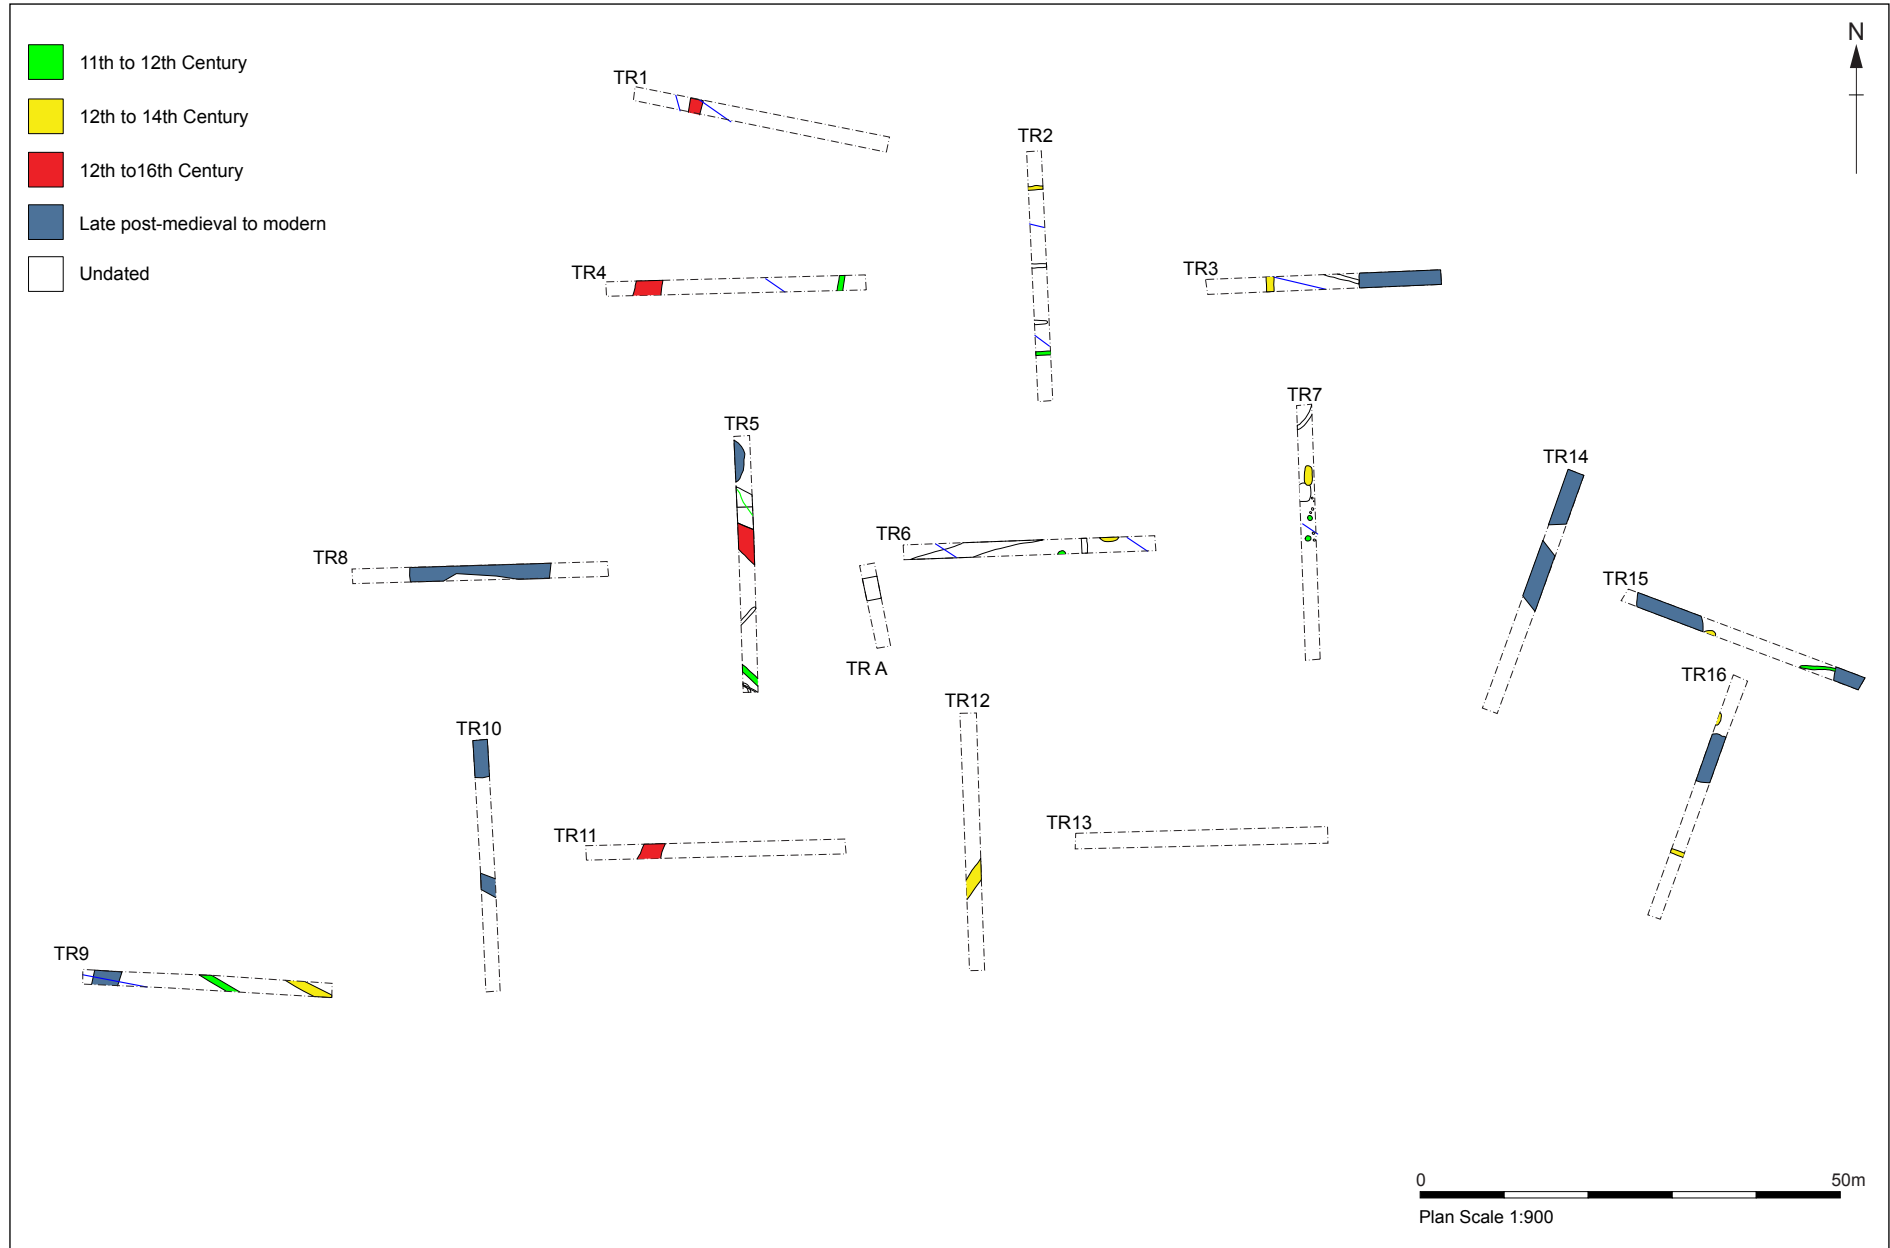 11th to 12th Century
12th to 14th Century
12th to16th Century
Late post-medieval to modern
Undated
N
TR1
TR2
TR4
TR3
TR7
TR5
TR14
TR6
TR8
TR15
TR A
TR16
TR12
TR10
TR13
TR11
TR9
0 50m
Plan Scale 1:900